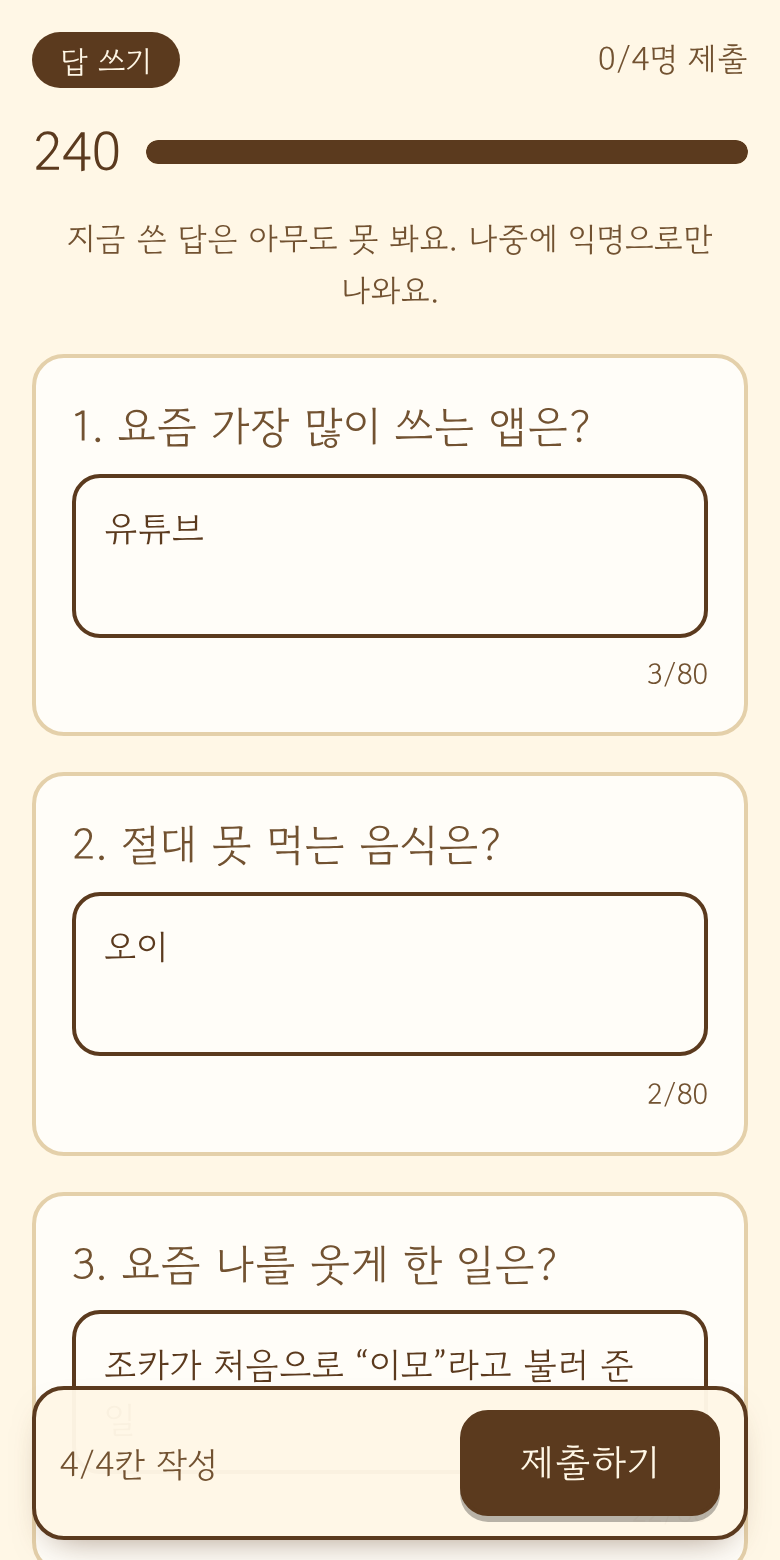 답 쓰기
0/4명 제출
240
지금 쓴 답은 아무도 못 봐요. 나중에 익명으로만
나와요.
1. 요즘 가장 많이 쓰는 앱은?
유튜브
3/80
2. 절대 못 먹는 음식은?
오이
2/80
3. 요즘 나를 웃게 한 일은?
조카가 처음으로 “이모”라고 불러 준
일
4/4칸 작성
제출하기